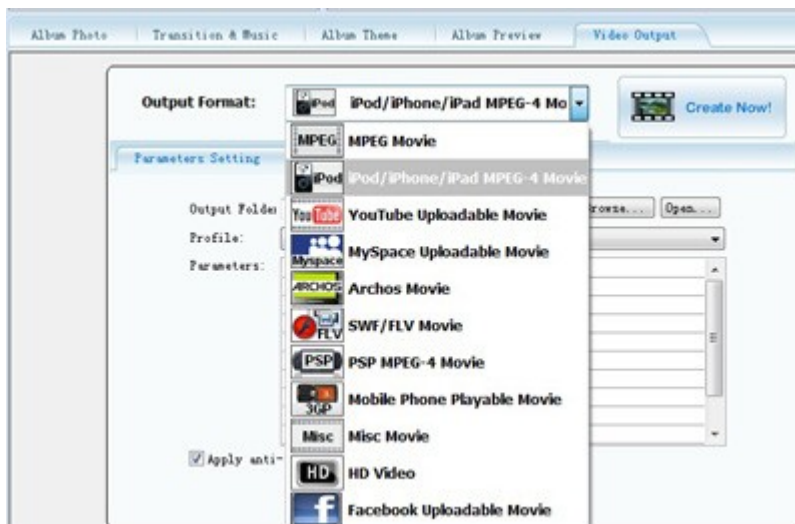 Album Photo Transition & Music Album Theme Album Preview Video Output
Output Format: iPod iPod/iPhone/iPad MPEG-4 Mo Create Now!
MPEG MPEG Movie
Parameters Setting
iPod iPod/iPhone/iPad MPEG-4 Movie
Output Folde YouTube YouTube Uploadable Movie rowse... Open...
Profile:
Myspace MySpace Uploadable Movie
Parameters:
ARCHOS Archos Movie
FLV SWF/FLV Movie
PSP PSP MPEG-4 Movie
3GP Mobile Phone Playable Movie
Misc Misc Movie
Apply anti-
HD HD Video
f Facebook Uploadable Movie